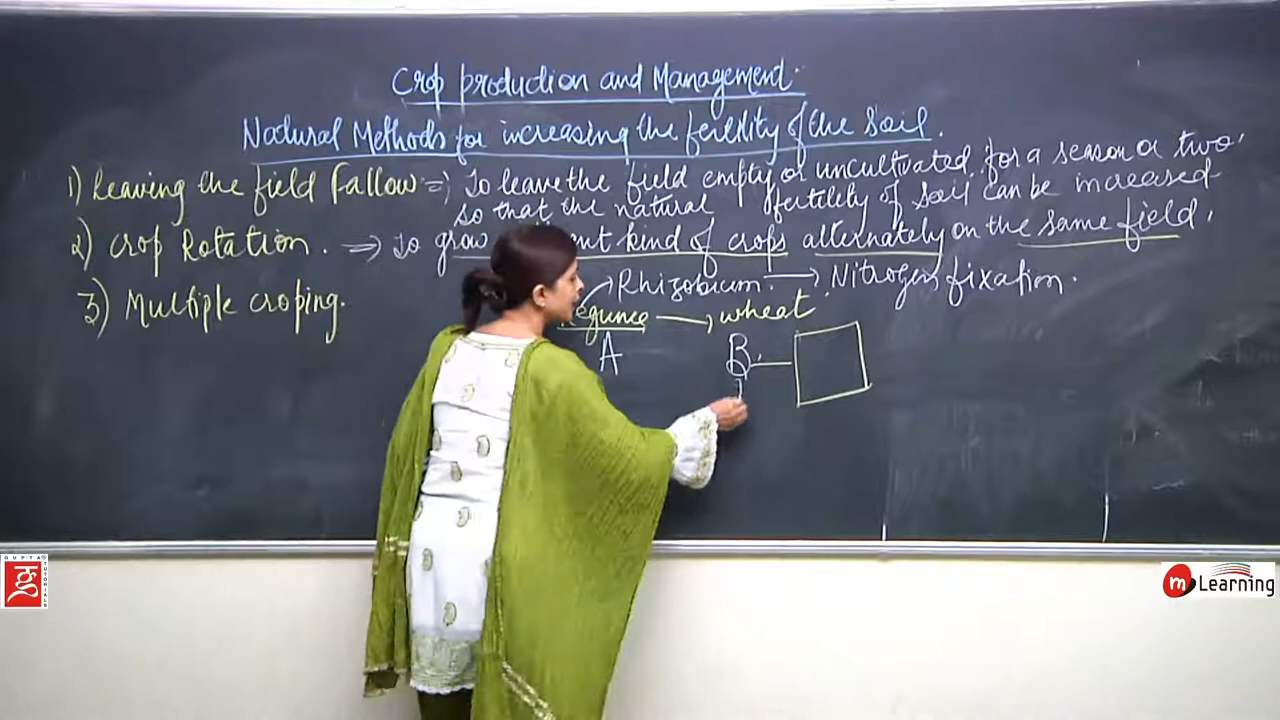 Crop production and Management.
Natural Methods for increasing the fertility of the Soil.
1) Leaving the field fallow => To leave the field empty or uncultivated for a season or two,
so that the natural fertility of soil can be increased
2) Crop Rotation. => To grow kind of crops alternately on the same field.
Rhizobium. → Nitrogen fixation.
3) Multiple croping.
legume → wheat
A B
GUPTA TUTORIALS
m Learning